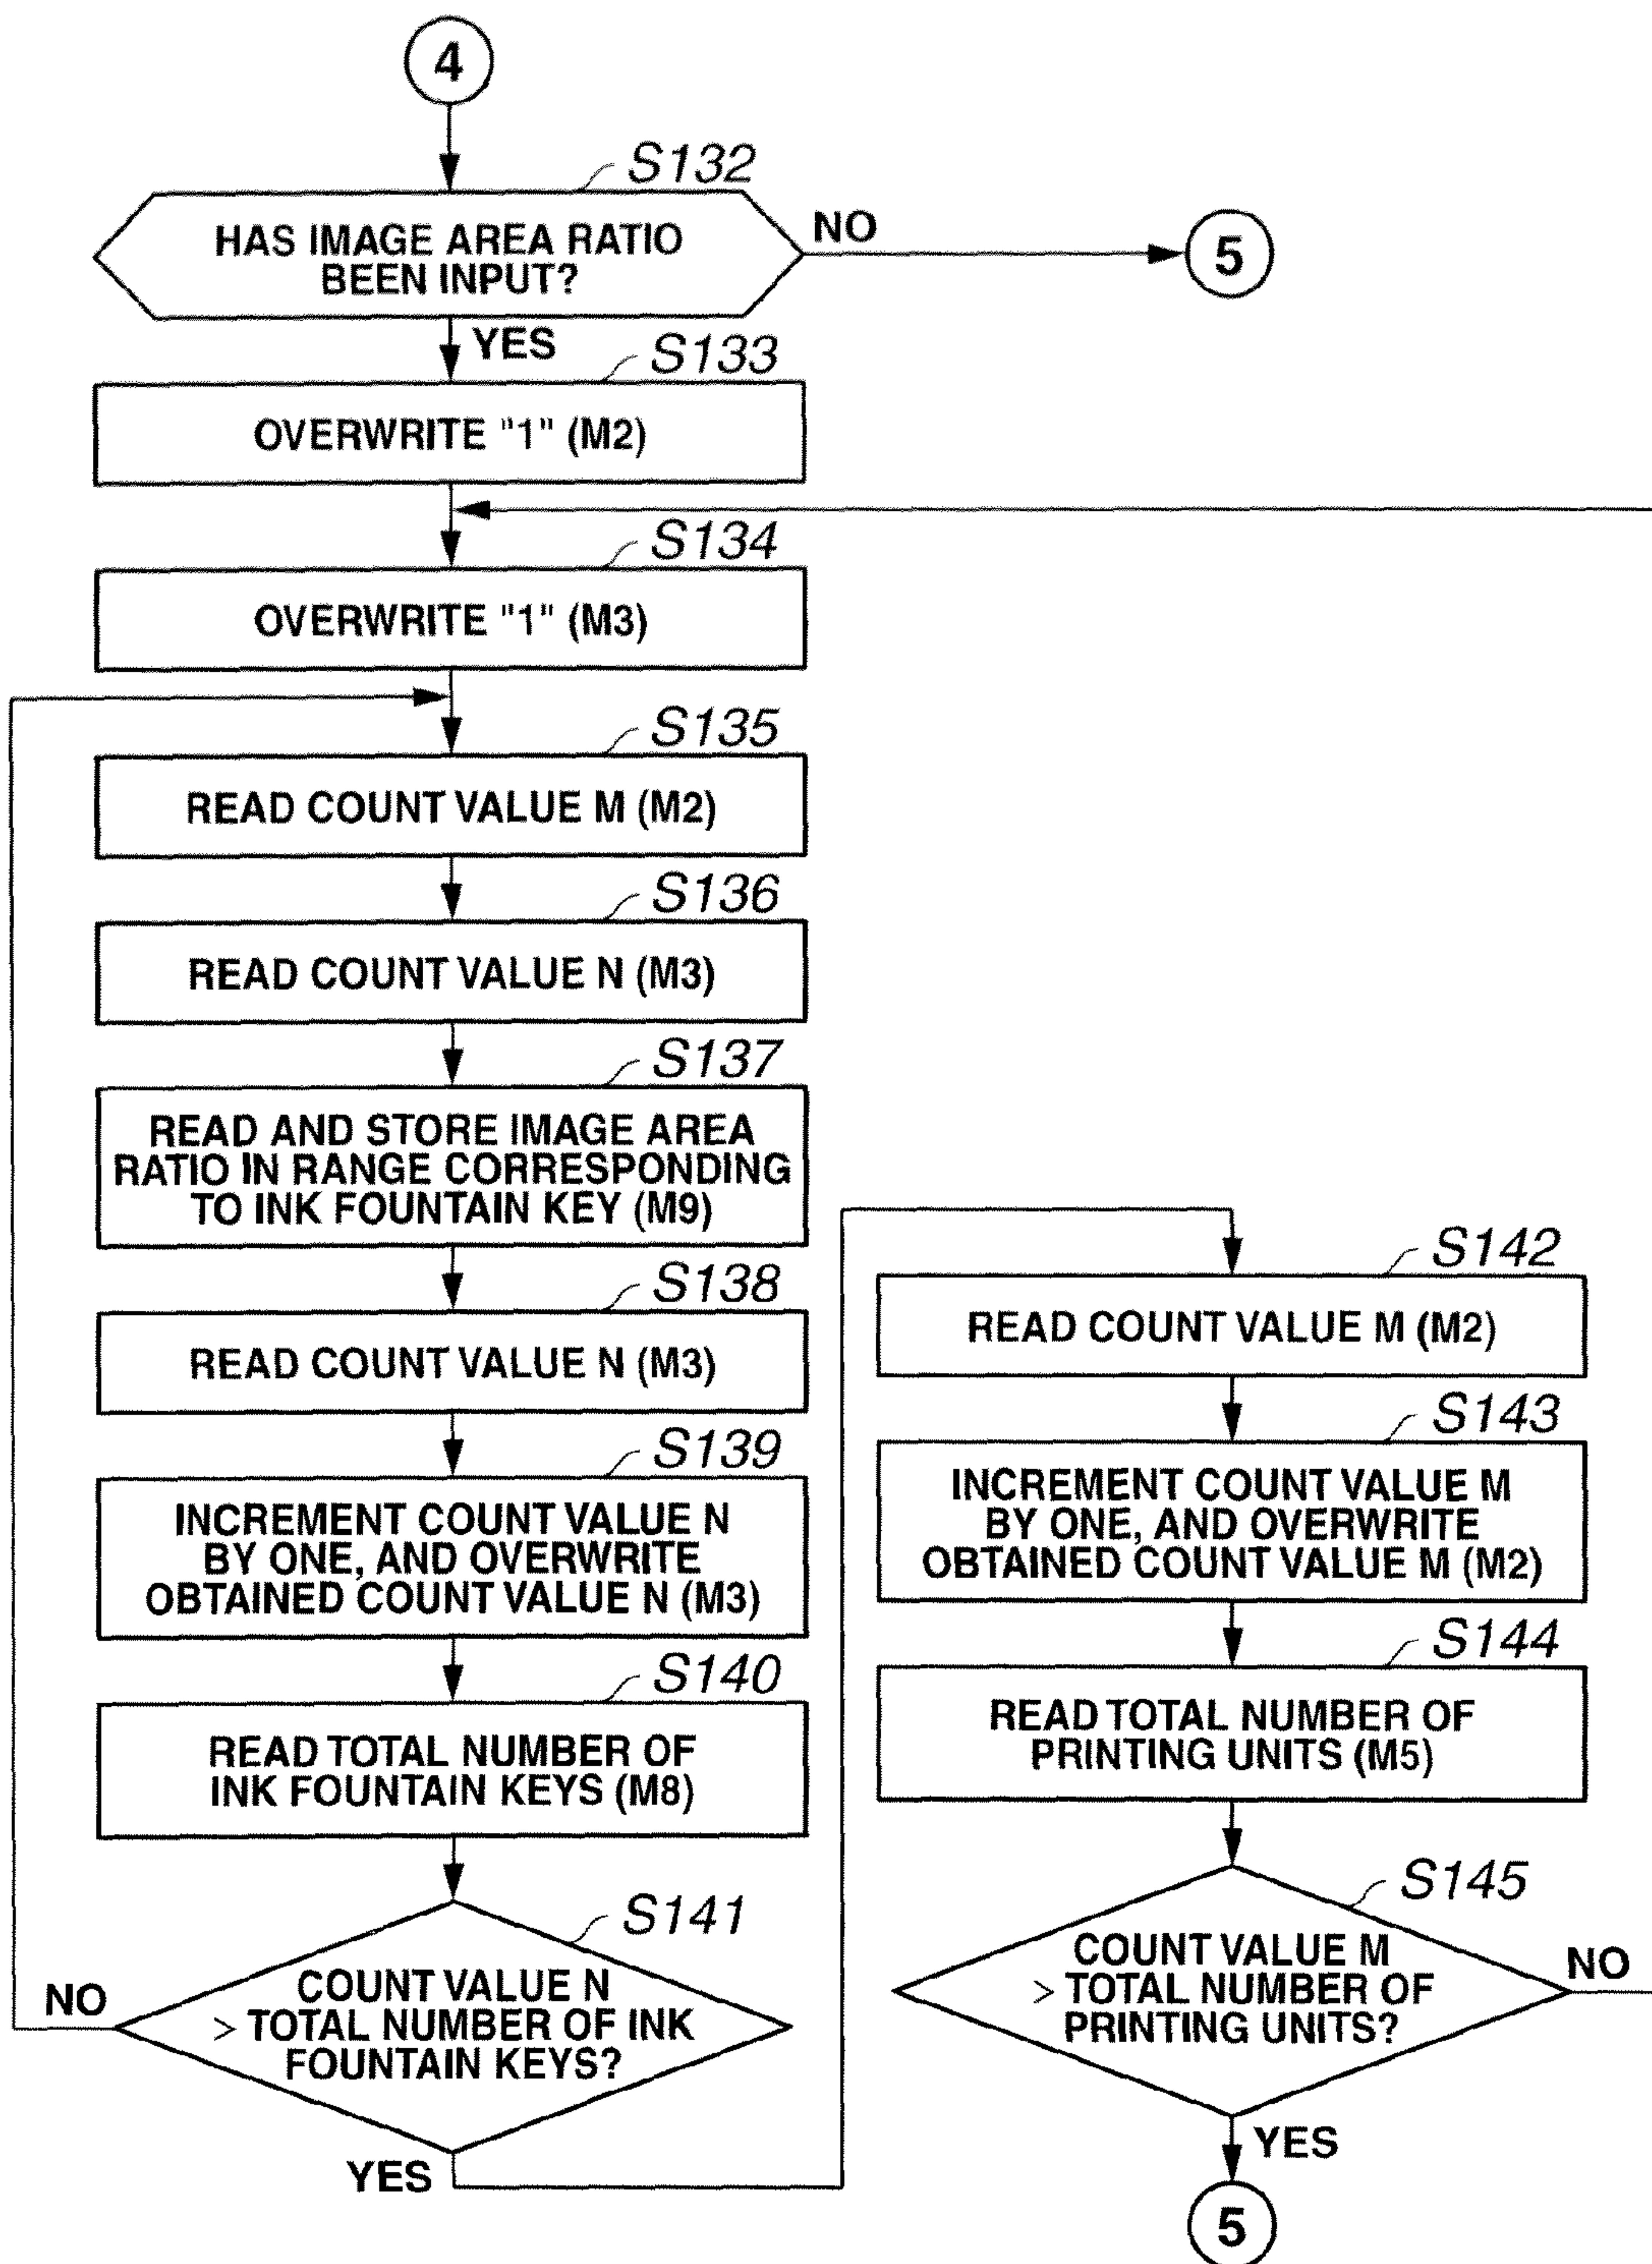 4
S132
HAS IMAGE AREA RATIO
BEEN INPUT?
NO
5
YES
S133
OVERWRITE "1" (M2)
S134
OVERWRITE "1" (M3)
S135
READ COUNT VALUE M (M2)
S136
READ COUNT VALUE N (M3)
S137
READ AND STORE IMAGE AREA
RATIO IN RANGE CORRESPONDING
TO INK FOUNTAIN KEY (M9)
S138
READ COUNT VALUE N (M3)
S139
INCREMENT COUNT VALUE N
BY ONE, AND OVERWRITE
OBTAINED COUNT VALUE N (M3)
S140
READ TOTAL NUMBER OF
INK FOUNTAIN KEYS (M8)
S141
COUNT VALUE N
> TOTAL NUMBER OF INK
FOUNTAIN KEYS?
NO
YES
S142
READ COUNT VALUE M (M2)
S143
INCREMENT COUNT VALUE M
BY ONE, AND OVERWRITE
OBTAINED COUNT VALUE M (M2)
S144
READ TOTAL NUMBER OF
PRINTING UNITS (M5)
S145
COUNT VALUE M
> TOTAL NUMBER OF
PRINTING UNITS?
NO
YES
5